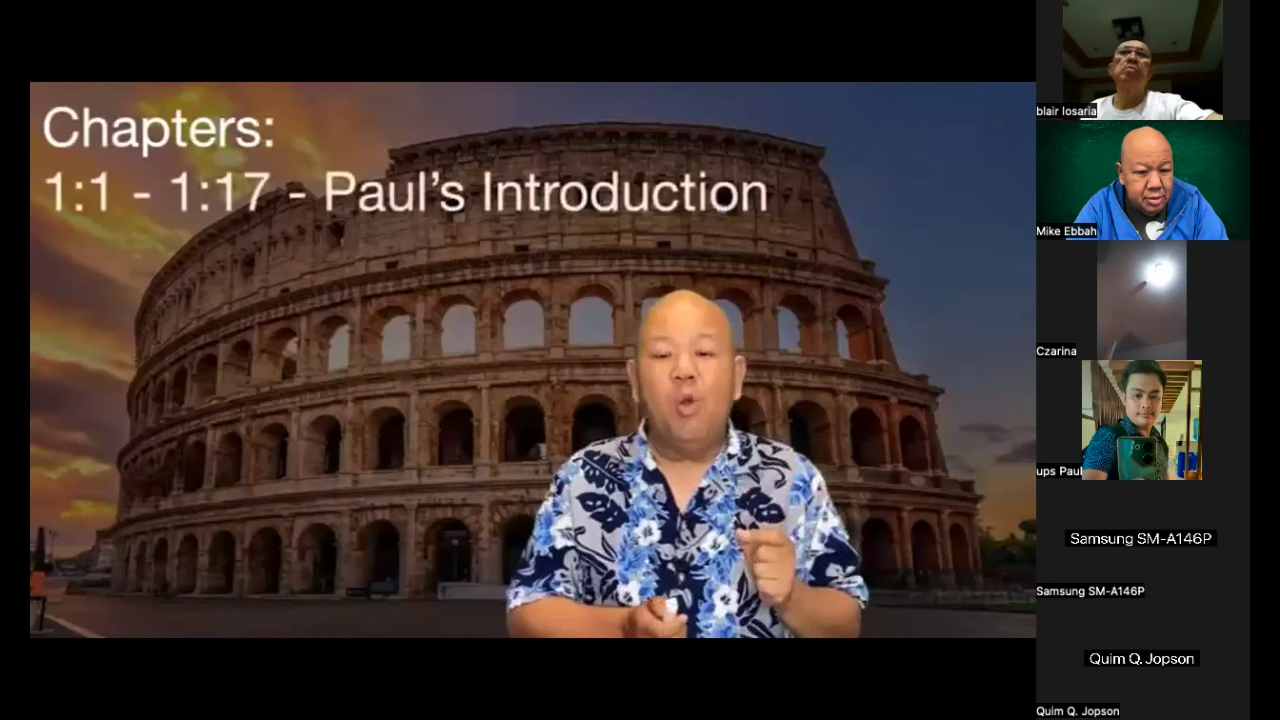 Chapters:
1:1 - 1:17 - Paul's Introduction
blair losaria
Mike Ebbah
Czarina
ups Paul
Samsung SM-A146P
Samsung SM-A146P
Quim Q. Jopson
Quim Q. Jopson